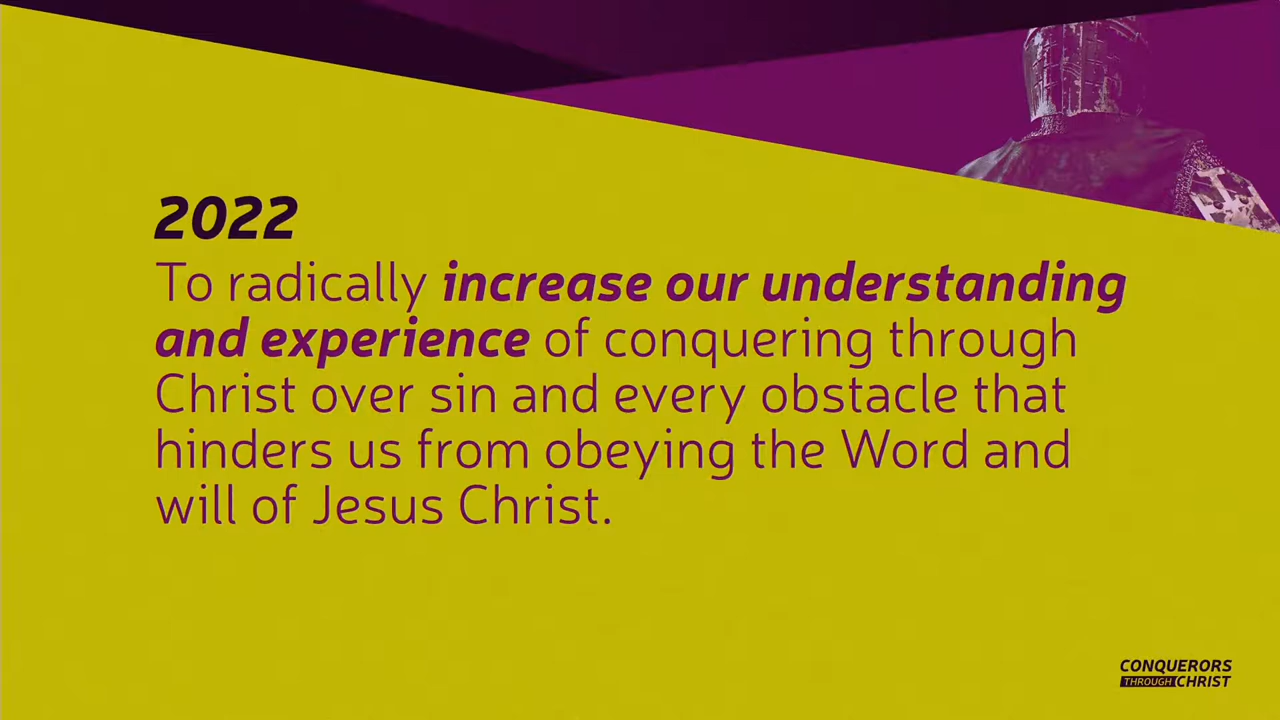 2022
To radically increase our understanding
and experience of conquering through
Christ over sin and every obstacle that
hinders us from obeying the Word and
will of Jesus Christ.
CONQUERORS
THROUGH CHRIST